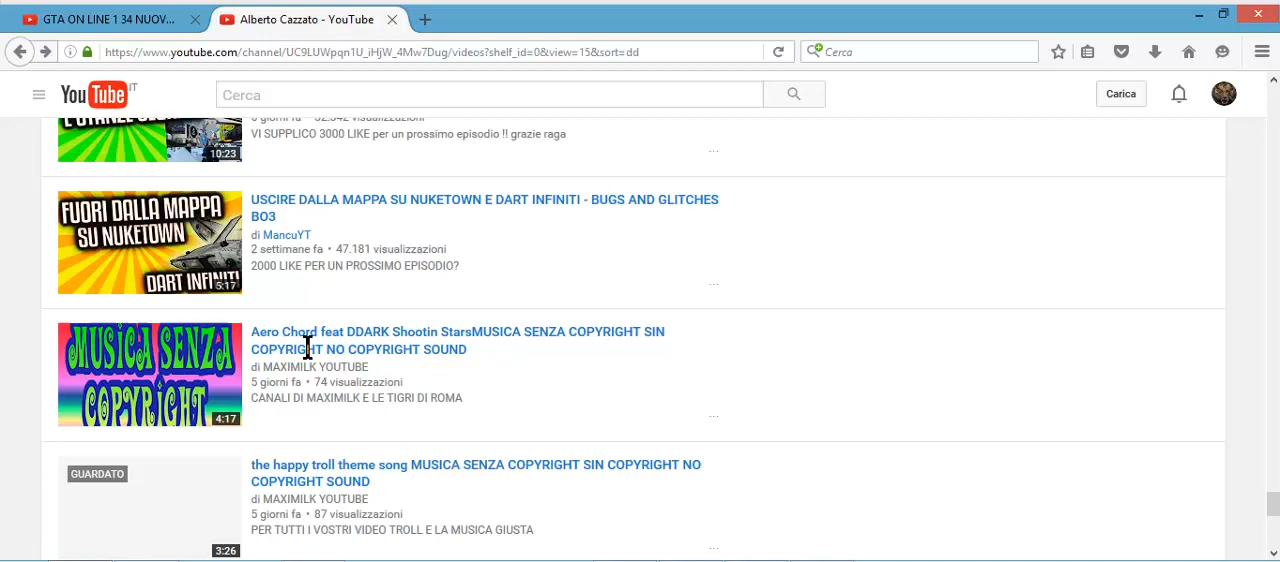 GTA ON LINE 1 34 NUOV...
Alberto Cazzato - YouTube
https://www.youtube.com/channel/UC9LUWpqn1U_iHjW_4Mw7Dug/videos?shelf_id=0&view=15&sort=dd
Cerca
YouTube IT
Cerca
Carica
10:23
VI SUPPLICO 3000 LIKE per un prossimo episodio !! grazie raga
...
FUORI DALLA MAPPA
SU NUKETOWN
DART INFINITI
5:17
USCIRE DALLA MAPPA SU NUKETOWN E DART INFINITI - BUGS AND GLITCHES
BO3
di MancuYT
2 settimane fa • 47.181 visualizzazioni
2000 LIKE PER UN PROSSIMO EPISODIO?
...
MUSICA SENZA
COPYRIGHT
4:17
Aero Chord feat DDARK Shootin StarsMUSICA SENZA COPYRIGHT SIN
COPYRIGHT NO COPYRIGHT SOUND
di MAXIMILK YOUTUBE
5 giorni fa • 74 visualizzazioni
CANALI DI MAXIMILK E LE TIGRI DI ROMA
...
GUARDATO
3:26
the happy troll theme song MUSICA SENZA COPYRIGHT SIN COPYRIGHT NO
COPYRIGHT SOUND
di MAXIMILK YOUTUBE
5 giorni fa • 87 visualizzazioni
PER TUTTI I VOSTRI VIDEO TROLL E LA MUSICA GIUSTA
...